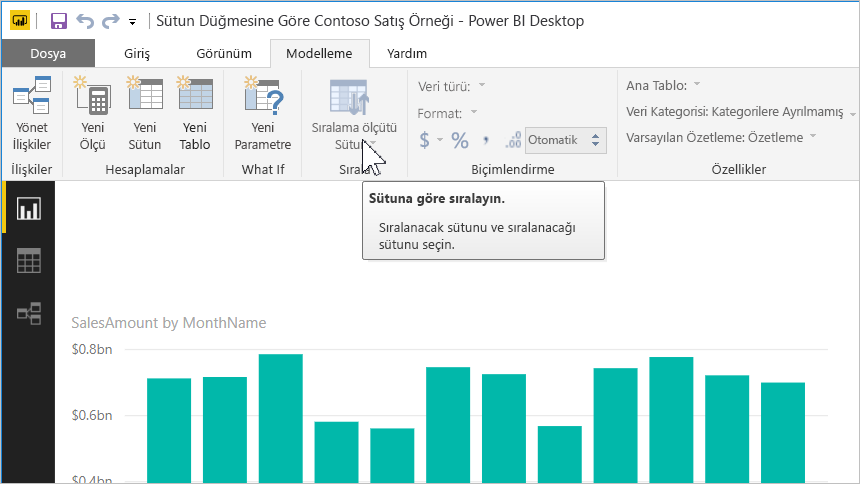 Sütun Düğmesine Göre Contoso Satış Örneği - Power BI Desktop
Dosya Giriş Görünüm Modelleme Yardım
Yönet İlişkiler
Yeni Ölçü
Yeni Sütun
Yeni Tablo
Yeni Parametre
Sıralama ölçütü
Sütun
Veri türü:
Format:
$ % , .00 Otomatik
Ana Tablo:
Veri Kategorisi: Kategorilere Ayrılmamış
Varsayılan Özetleme: Özetleme
İlişkiler Hesaplamalar What If Sırala Biçimlendirme Özellikler
Sütuna göre sıralayın.
Sıralanacak sütunu ve sıralanacağı
sütunu seçin.
SalesAmount by MonthName
$0.8bn
$0.6bn
$0.4bn